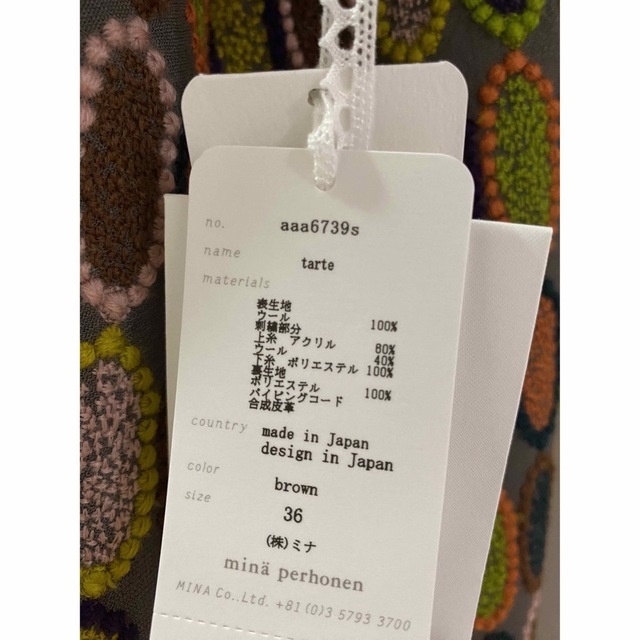 no. aaa6739s
name tarte
materials
表生地
ウール 100%
刺繍部分
上糸 アクリル 80%
ウール 40%
下糸 ポリエステル 100%
裏生地
ポリエステル 100%
パイピングコード
合成皮革
country made in Japan
design in Japan
color brown
size 36
(株)ミナ
minä perhonen
MINA Co.,Ltd. +81 (0)3 5793 3700